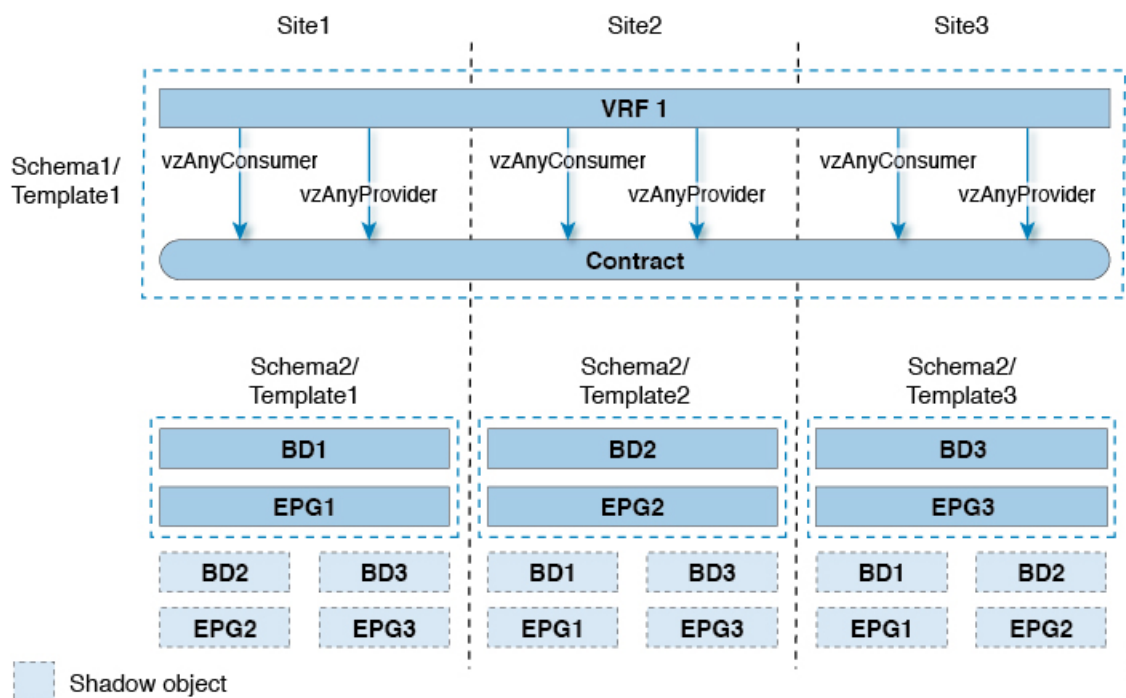 Site1
Site2
Site3
VRF 1
Schema1/
Template1
vzAnyConsumer
vzAnyProvider
vzAnyConsumer
vzAnyProvider
vzAnyConsumer
vzAnyProvider
Contract
Schema2/
Template1
Schema2/
Template2
Schema2/
Template3
BD1
BD2
BD3
EPG1
EPG2
EPG3
BD2
BD3
BD1
BD3
BD1
BD2
EPG2
EPG3
EPG1
EPG3
EPG1
EPG2
Shadow object